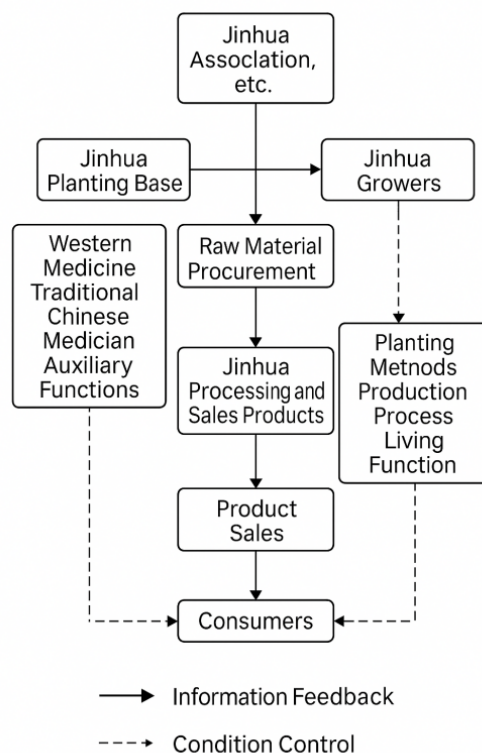 Jinhua
Assoclation,
etc.
Jinhua
Planting Base
Jinhua
Growers
Western
Medicine
Traditional
Chinese
Medician
Auxiliary
Functions
Raw Material
Procurement
Jinhua
Processing and
Sales Products
Planting
Metnods
Production
Process
Living
Function
Product
Sales
Consumers
Information Feedback
Condition Control